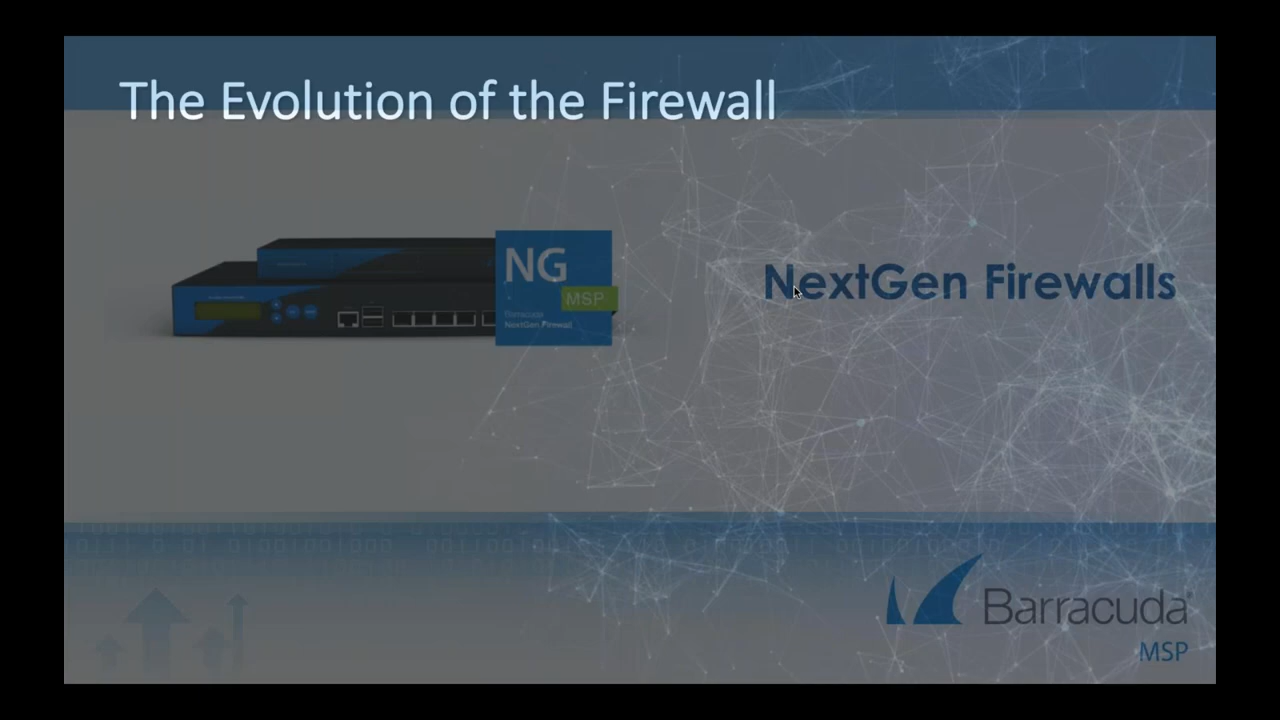 The Evolution of the Firewall
NG
MSP
Barracuda
NextGen Firewall
NextGen Firewalls
Barracuda
MSP